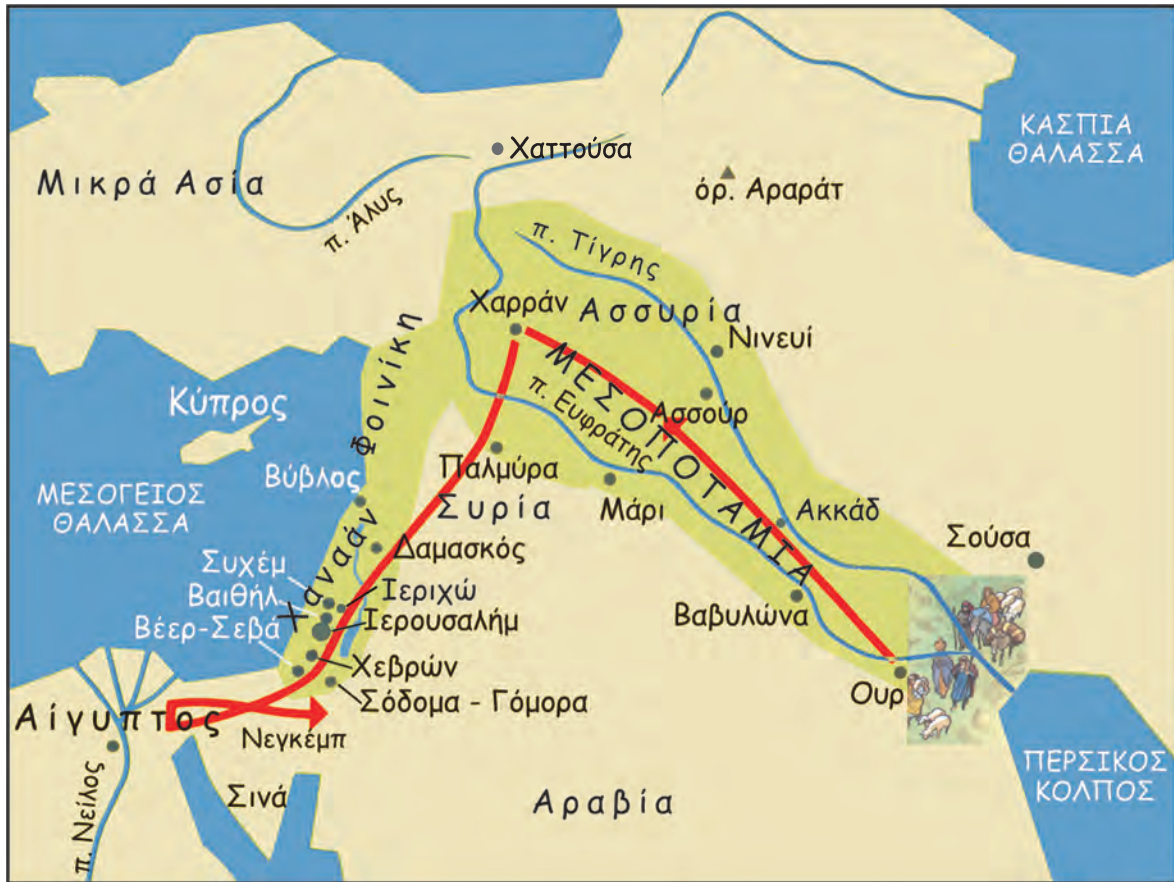 Χαττούσα
ΚΑΣΠΙΑ
ΘΑΛΑΣΣΑ
Μικρά Ασία
όρ. Αραράτ
π. Άλυς
π. Τίγρης
Χαρράν
Ασσυρία
Νινευί
ΜΕΣΟΠΟΤΑΜΙΑ
π. Ευφράτης
Ασσούρ
Φοινίκη
Κύπρος
Παλμύρα
Βύβλος
ΜΕΣΟΓΕΙΟΣ
ΘΑΛΑΣΣΑ
Συρία
Μάρι
Ακκάδ
Σούσα
Χαναάν
Δαμασκός
Συχέμ
Ιεριχώ
Βαιθήλ
Ιερουσαλήμ
Βέερ-Σεβά
Βαβυλώνα
Χεβρών
Ουρ
Σόδομα - Γόμορα
Αίγυπτος
Νεγκέμπ
ΠΕΡΣΙΚΟΣ
ΚΟΛΠΟΣ
π. Νείλος
Σινά
Αραβία